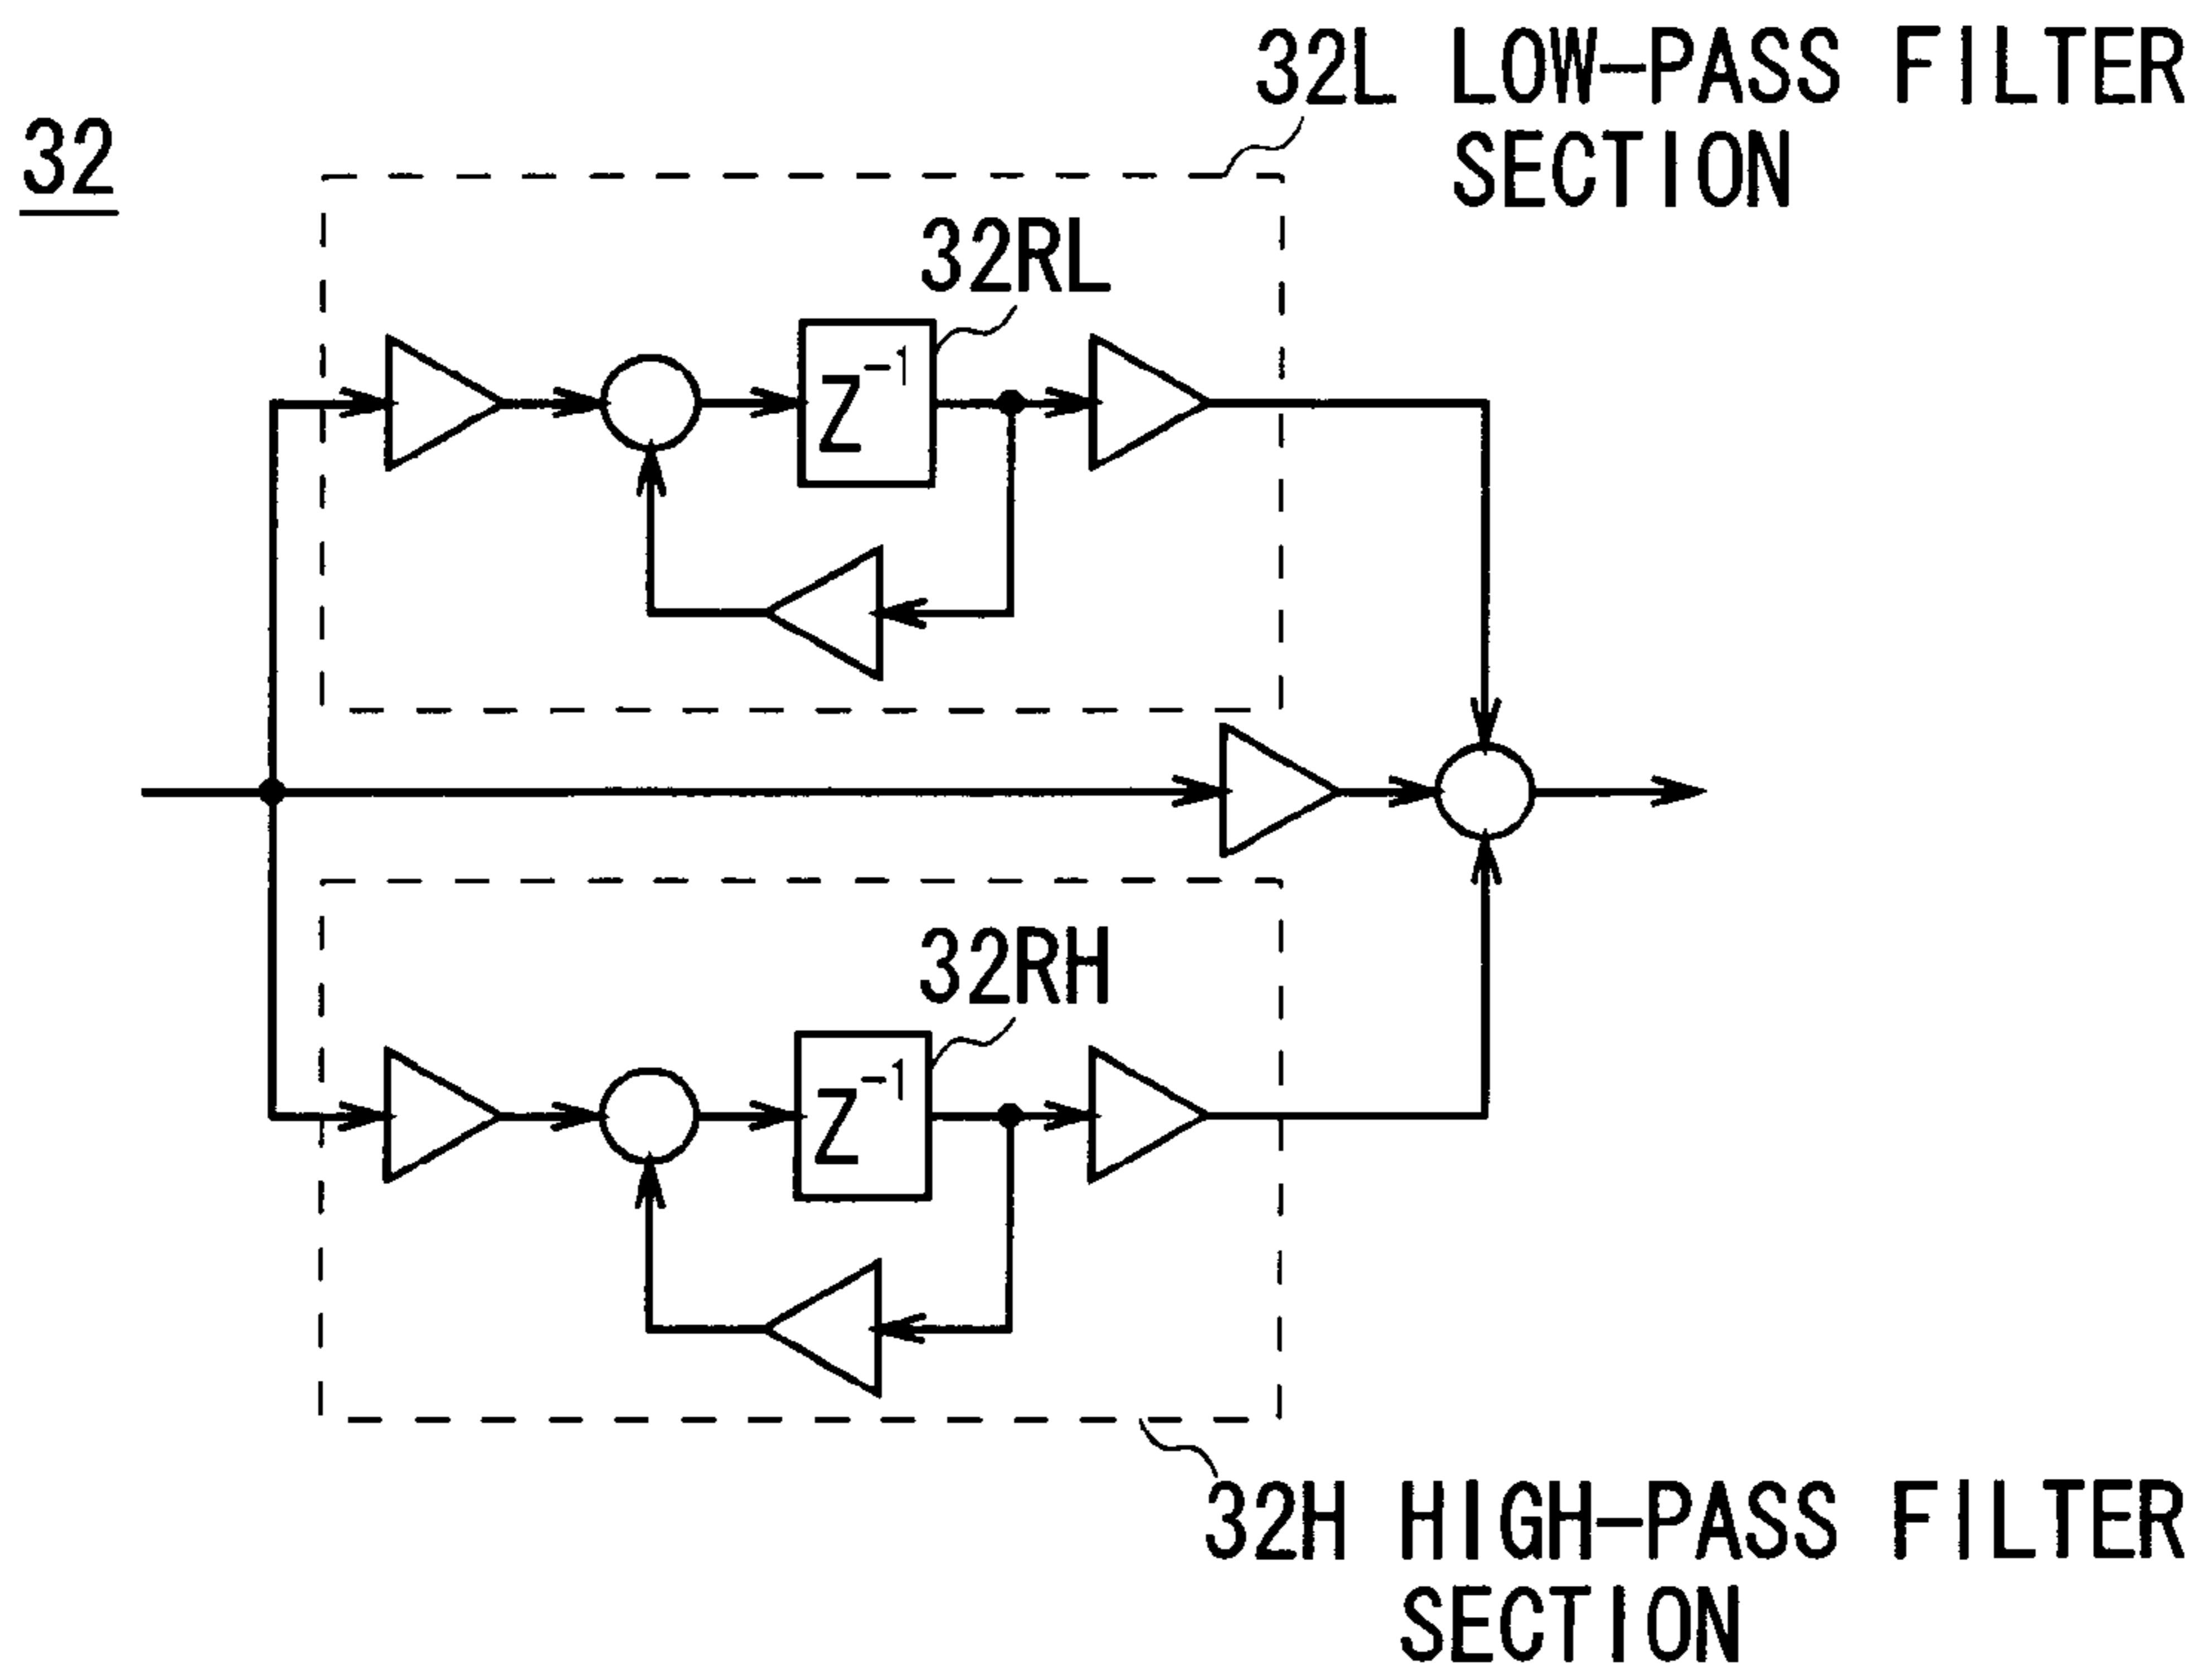 32L LOW-PASS FILTER
SECTION
32
32RL
Z⁻¹
32RH
Z⁻¹
32H HIGH-PASS FILTER
SECTION